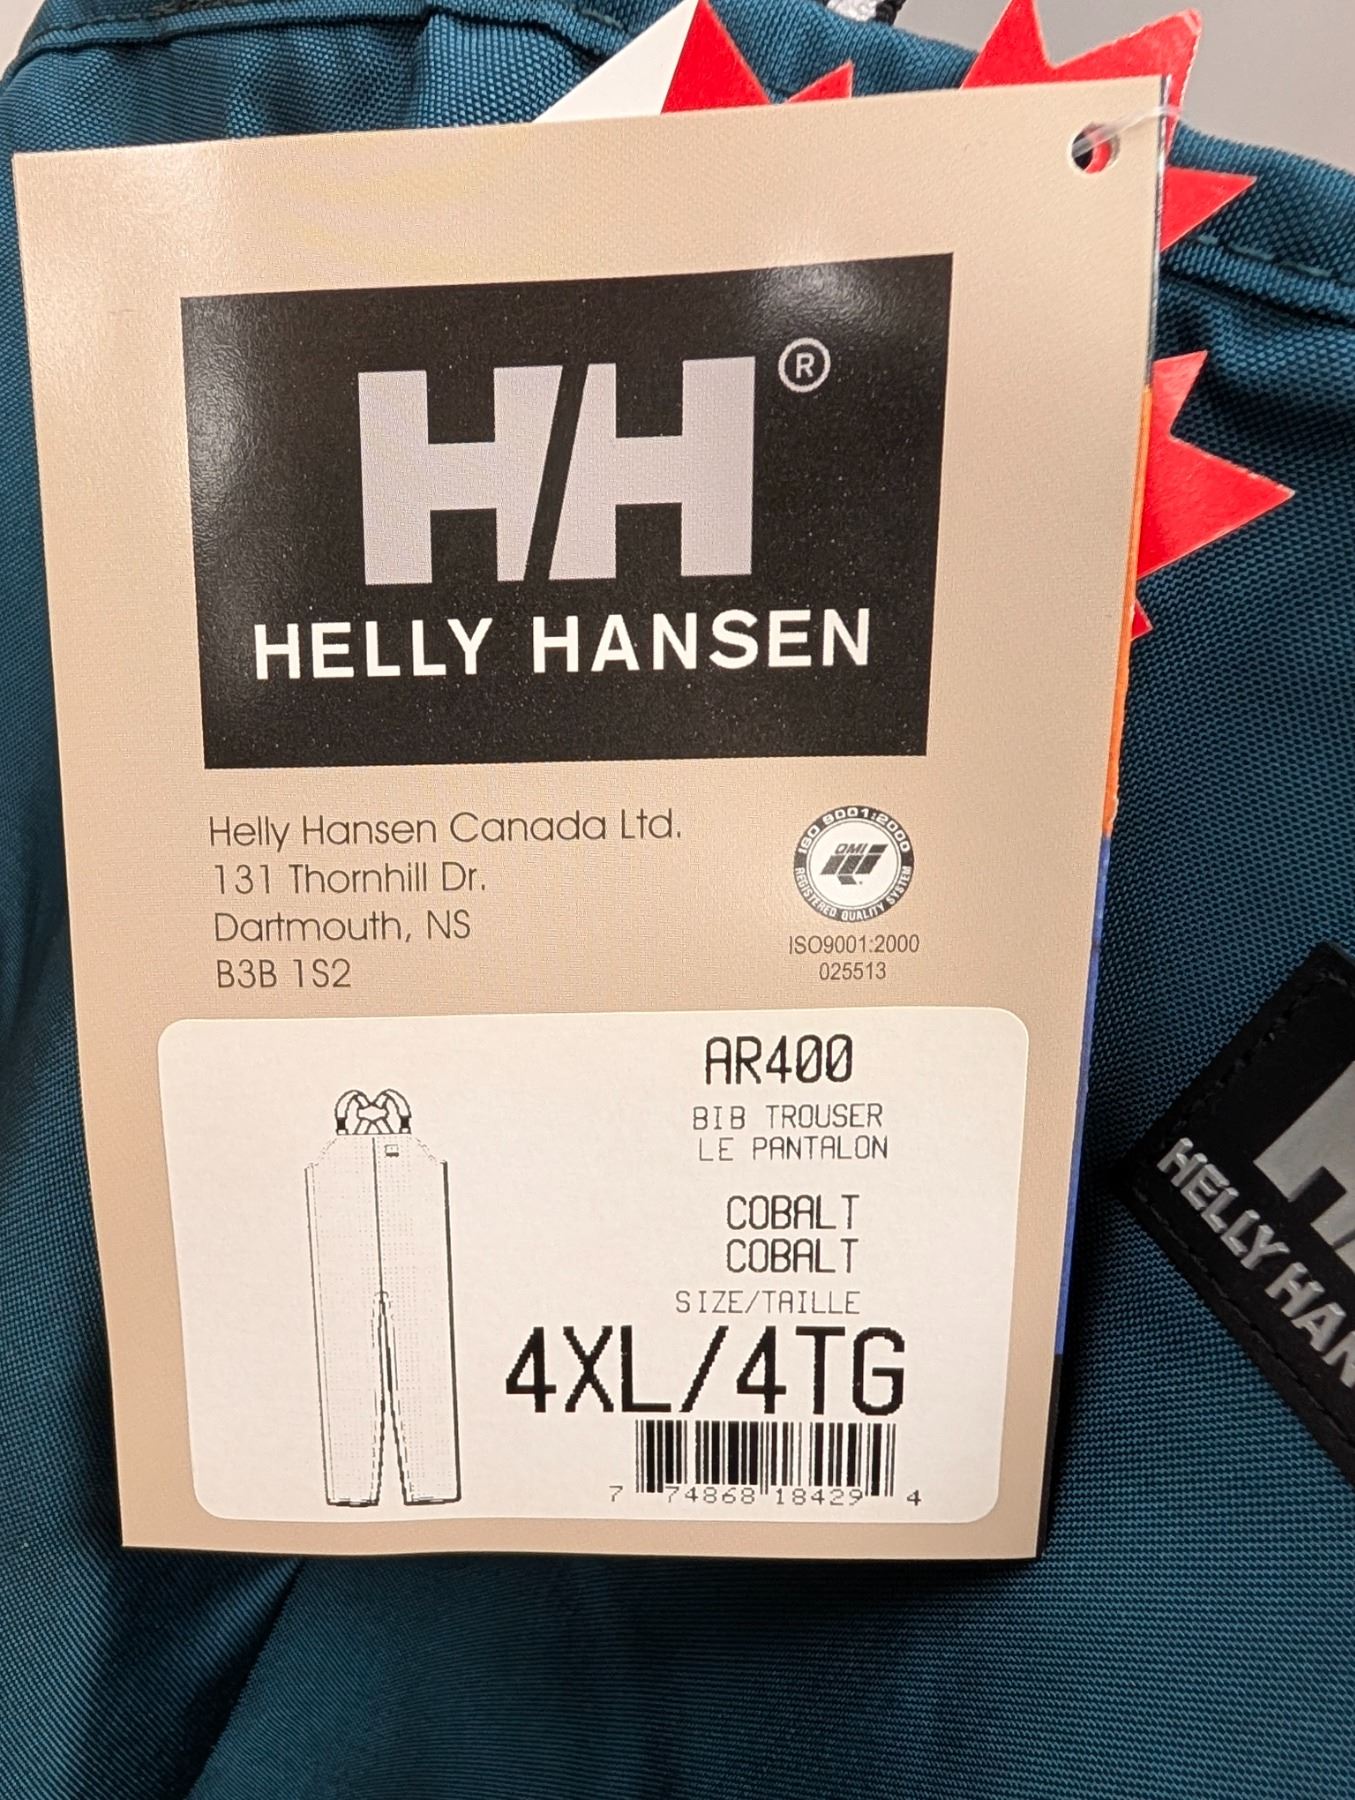 HH®
HELLY HANSEN
Helly Hansen Canada Ltd.
131 Thornhill Dr.
Dartmouth, NS
B3B 1S2
ISO 9001:2000
QMI
REGISTERED QUALITY SYSTEM
ISO9001:2000
025513
AR400
BIB TROUSER
LE PANTALON
COBALT
COBALT
SIZE/TAILLE
4XL/4TG
7 74868 18429 4
HELLY HAN